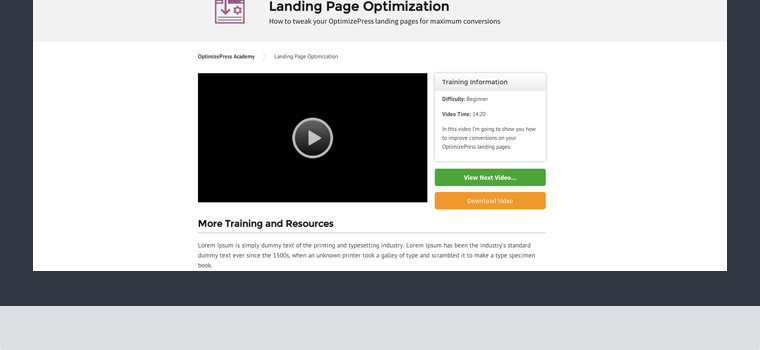 Landing Page Optimization
How to tweak your OptimizePress landing pages for maximum conversions
OptimizePress Academy
Landing Page Optimization
Training Information
Difficulty: Beginner
Video Time: 14:20
In this video I'm going to show you how
to improve conversions on your
OptimizePress landing pages.
View Next Video...
Download Video
More Training and Resources
Lorem Ipsum is simply dummy text of the printing and typesetting industry. Lorem Ipsum has been the industry's standard
dummy text ever since the 1500s, when an unknown printer took a galley of type and scrambled it to make a type specimen
book.